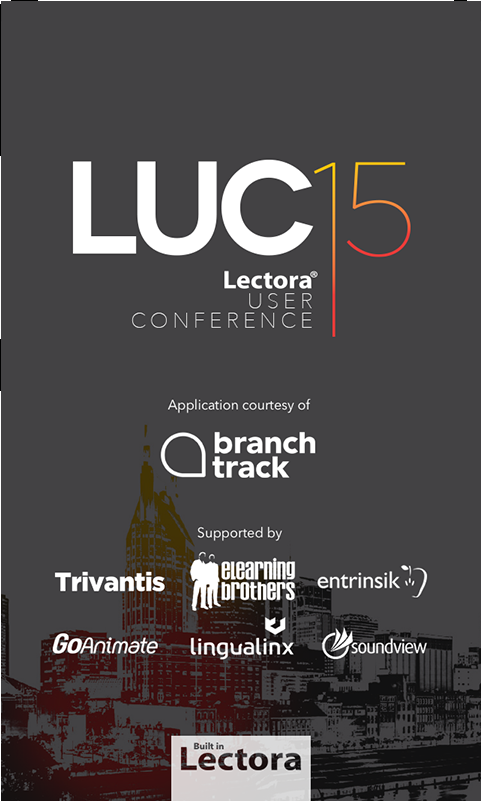 LUC15
Lectora®
USER
CONFERENCE
Application courtesy of
branch
track
Supported by
Trivantis
elearning
brothers
entrinsik
GoAnimate
lingualinx
soundview
Built in
Lectora